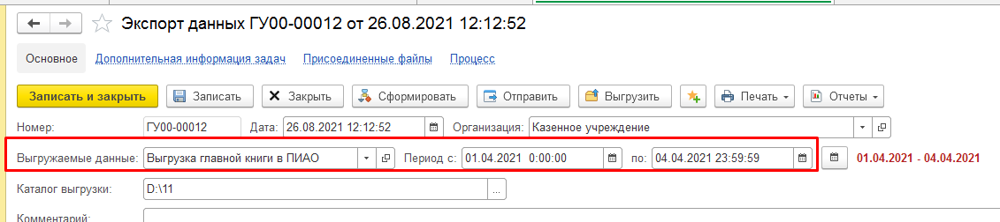 Экспорт данных ГУ00-00012 от 26.08.2021 12:12:52
Основное Дополнительная информация задач Присоединенные файлы Процесс
Записать и закрыть Записать Закрыть Сформировать Отправить Выгрузить Печать Отчеты
Номер: ГУ00-00012 Дата: 26.08.2021 12:12:52 Организация: Казенное учреждение
Выгружаемые данные: Выгрузка главной книги в ПИАО Период с: 01.04.2021 0:00:00 по: 04.04.2021 23:59:59 01.04.2021 - 04.04.2021
Каталог выгрузки: D:\11 ...
Комментарий: